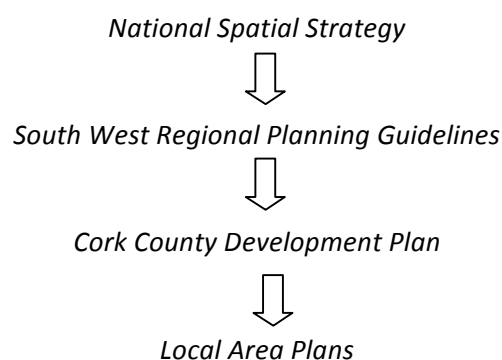 National Spatial Strategy
South West Regional Planning Guidelines
Cork County Development Plan
Local Area Plans